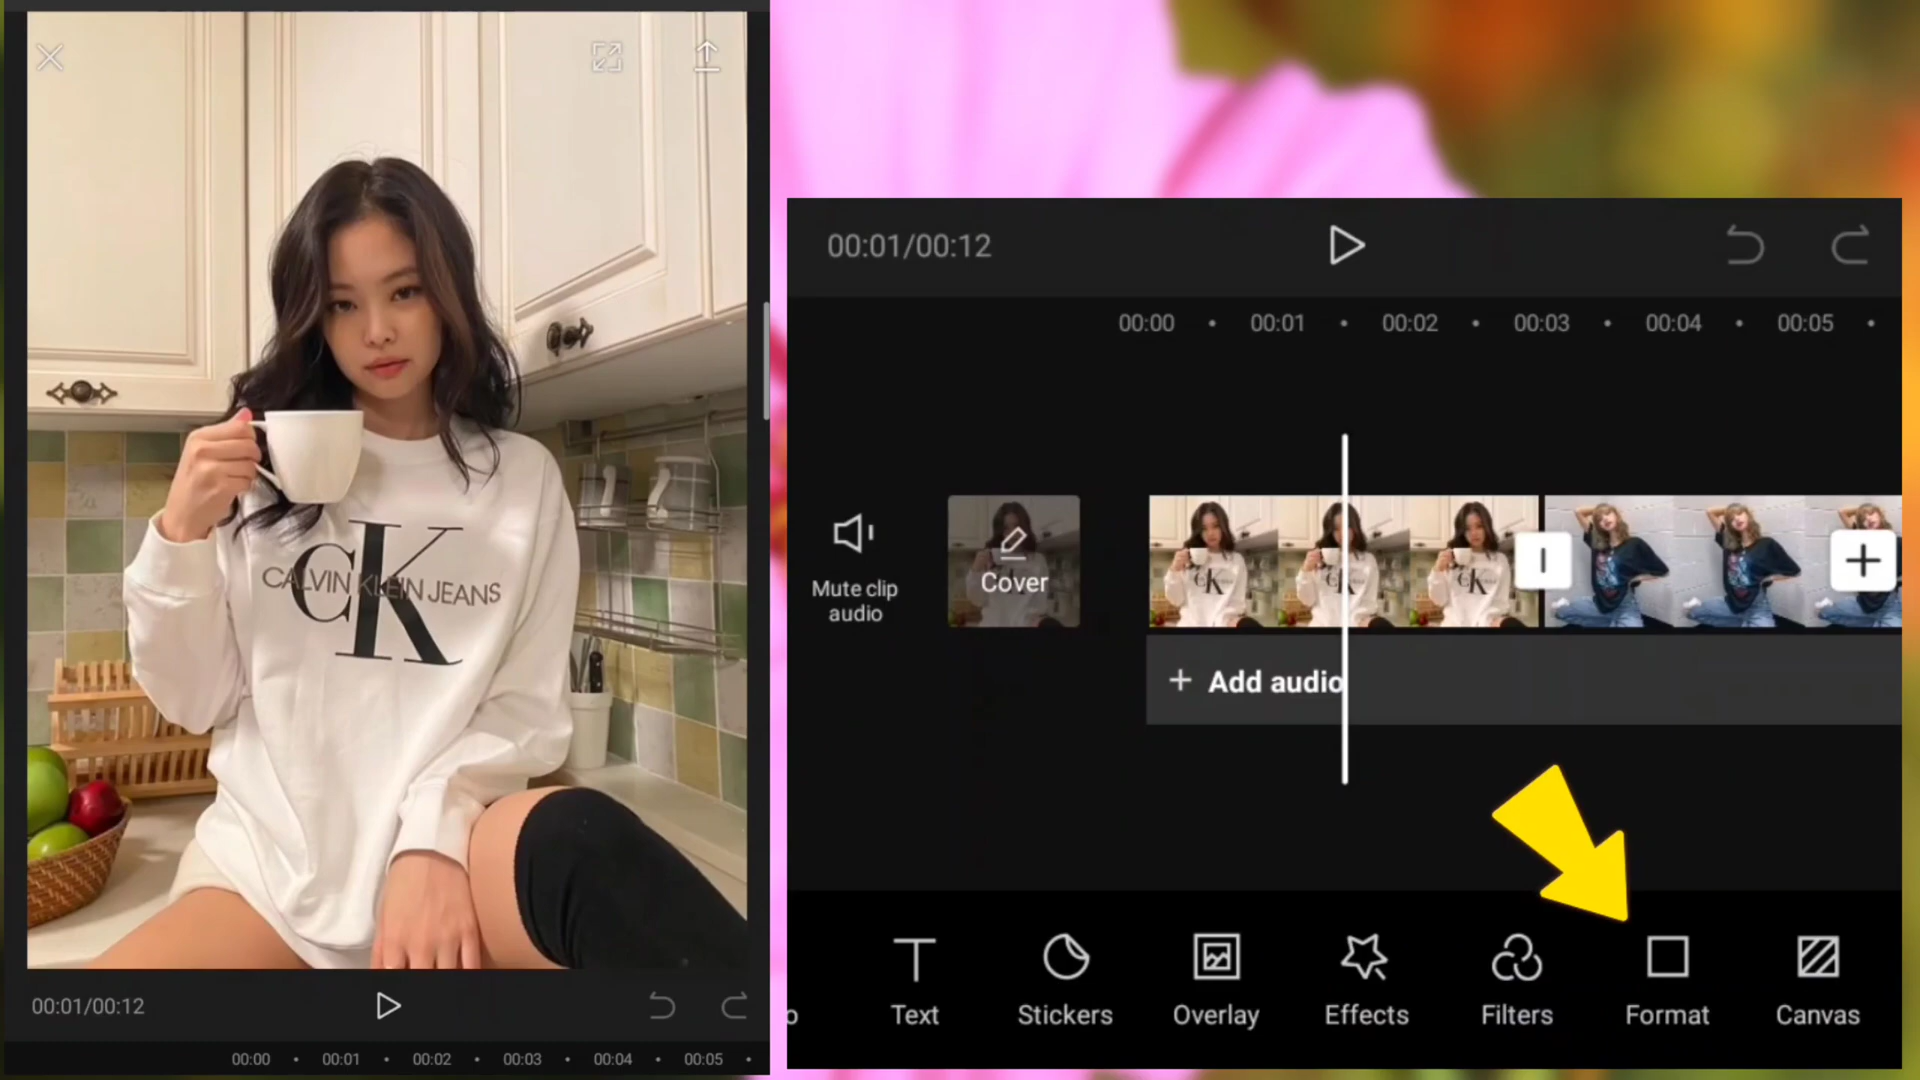 CK
CALVIN KLEIN JEANS
00:01/00:12
00:00 • 00:01 • 00:02 • 00:03 • 00:04 • 00:05 •
00:01/00:12
00:00 • 00:01 • 00:02 • 00:03 • 00:04 • 00:05 •
Mute clip
audio
Cover
+ Add audio
o
Text
Stickers
Overlay
Effects
Filters
Format
Canvas